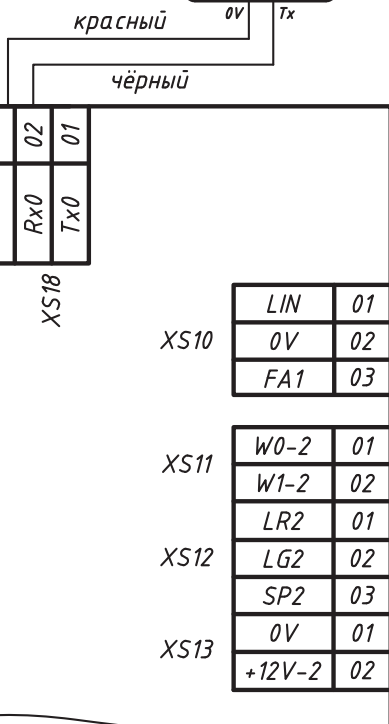 0V Tx
красный
чёрный
02 01
Rx0 Tx0
XS18
XS10
LIN 01
0V 02
FA1 03
XS11
W0-2 01
W1-2 02
XS12
LR2 01
LG2 02
SP2 03
XS13
0V 01
+12V-2 02